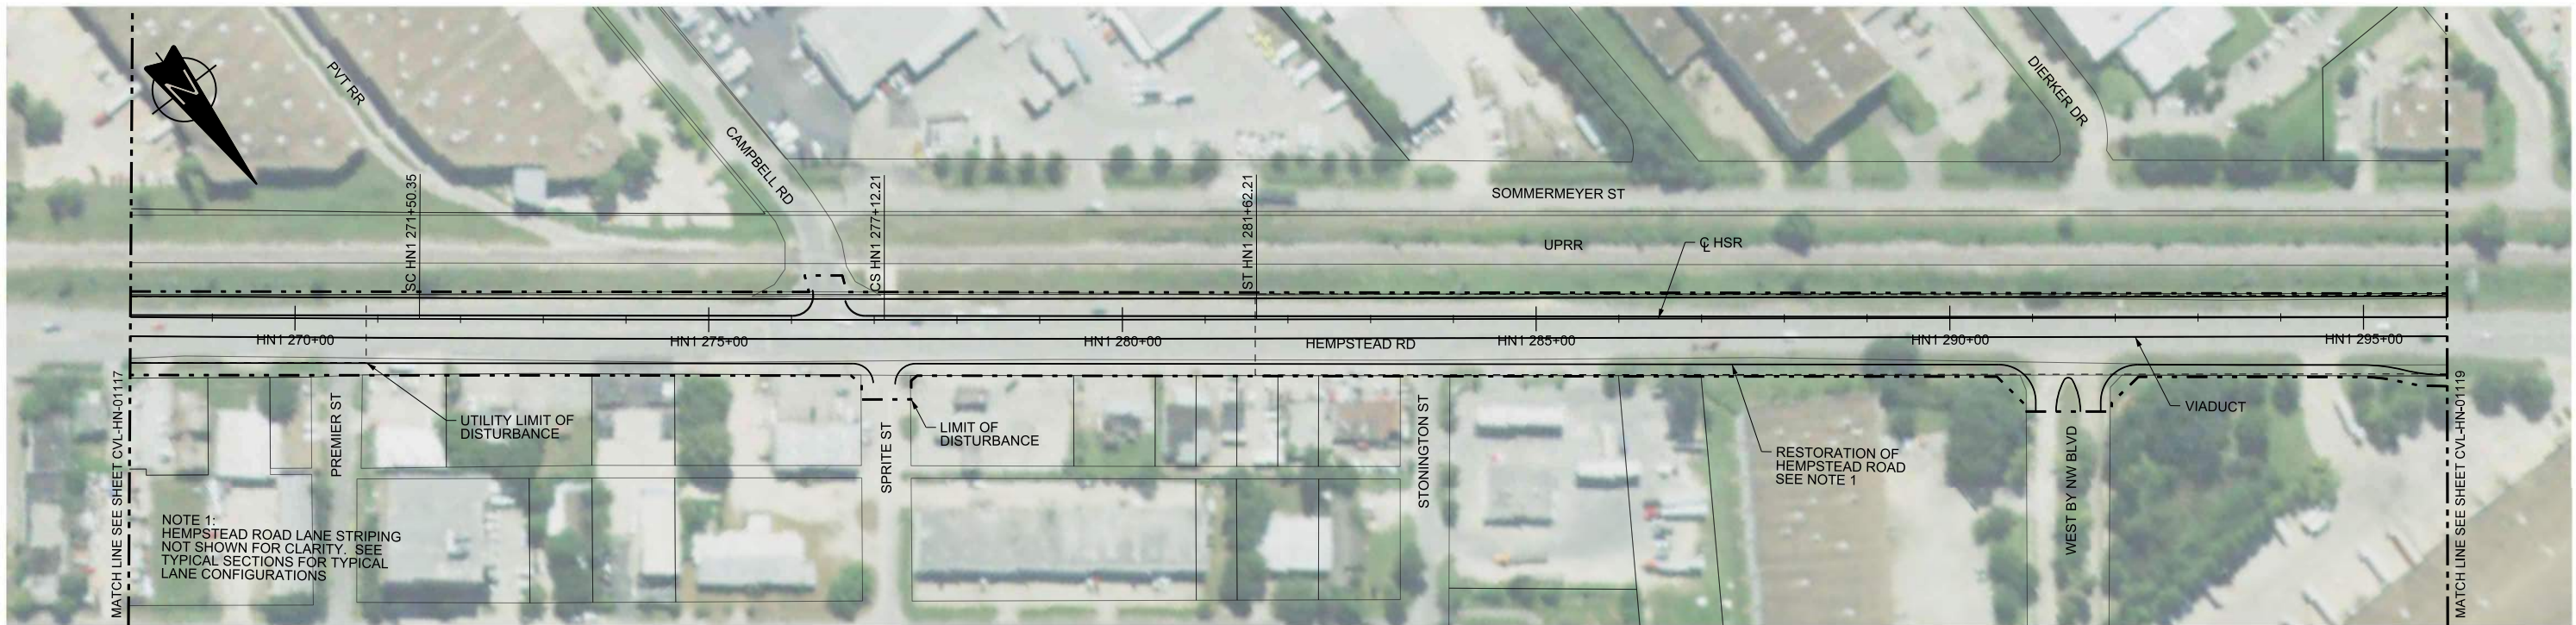 N
PVT RR
CAMPBELL RD
DIERKER DR
SC HN1 271+50.35
CS HN1 277+12.21
ST HN1 281+62.21
SOMMERMEYER ST
UPRR
℄ HSR
HN1 270+00
HN1 275+00
HN1 280+00
HEMPSTEAD RD
HN1 285+00
HN1 290+00
HN1 295+00
MATCH LINE SEE SHEET CVL-HN-01117
PREMIER ST
UTILITY LIMIT OF
DISTURBANCE
SPRITE ST
LIMIT OF
DISTURBANCE
STONINGTON ST
RESTORATION OF
HEMPSTEAD ROAD
SEE NOTE 1
WEST BY NW BLVD
VIADUCT
MATCH LINE SEE SHEET CVL-HN-01119
NOTE 1:
HEMPSTEAD ROAD LANE STRIPING
NOT SHOWN FOR CLARITY.  SEE
TYPICAL SECTIONS FOR TYPICAL
LANE CONFIGURATIONS